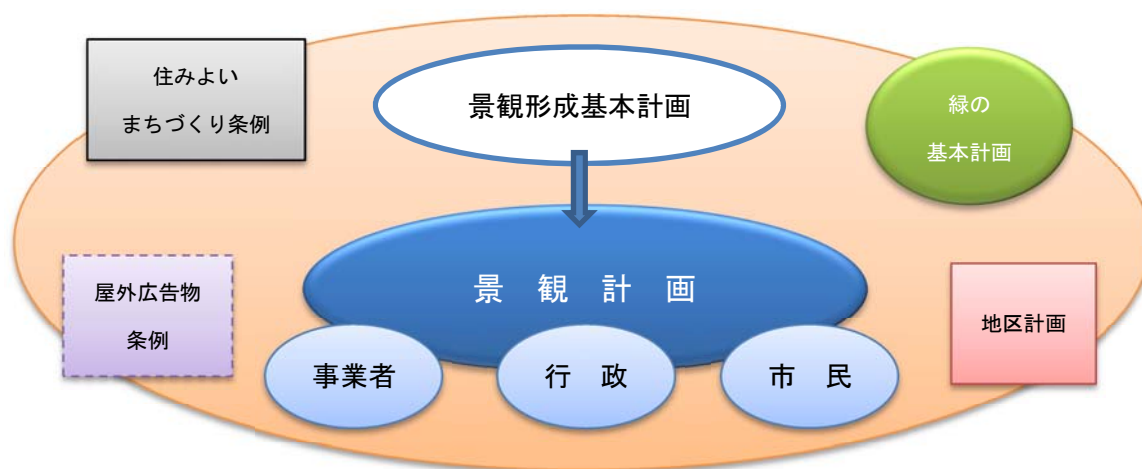 住みよい
まちづくり条例
景観形成基本計画
緑の
基本計画
景　観　計　画
屋外広告物
条例
地区計画
事業者
行　政
市　民